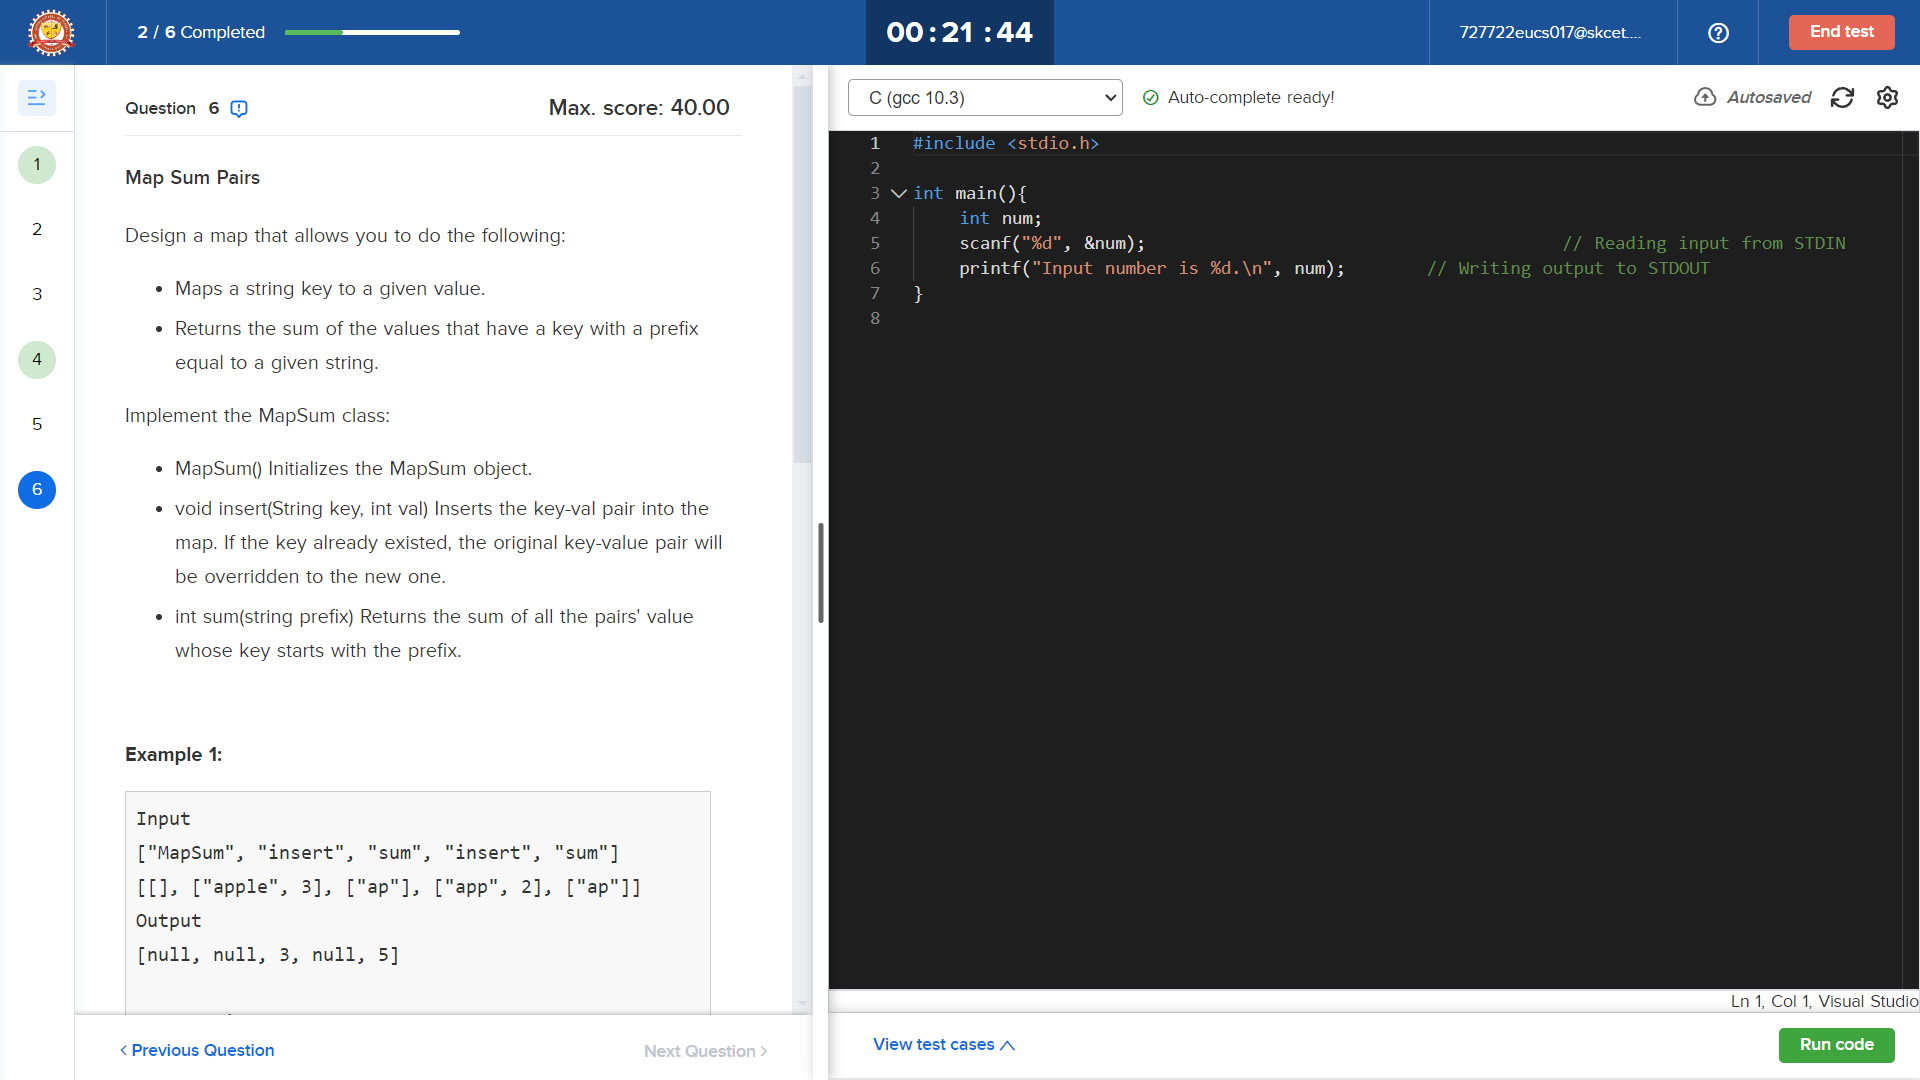 2 / 6 Completed
00 : 21 : 44
727722eucs017@skcet....
End test
Question 6
Max. score: 40.00
1
2
3
4
5
6
Map Sum Pairs
Design a map that allows you to do the following:
• Maps a string key to a given value.
• Returns the sum of the values that have a key with a prefix
equal to a given string.
Implement the MapSum class:
• MapSum() Initializes the MapSum object.
• void insert(String key, int val) Inserts the key-val pair into the
map. If the key already existed, the original key-value pair will
be overridden to the new one.
• int sum(string prefix) Returns the sum of all the pairs' value
whose key starts with the prefix.
Example 1:
Input
["MapSum", "insert", "sum", "insert", "sum"]
[[], ["apple", 3], ["ap"], ["app", 2], ["ap"]]
Output
[null, null, 3, null, 5]
< Previous Question
Next Question >
C (gcc 10.3)
Auto-complete ready!
Autosaved
1 #include <stdio.h>
2
3 int main(){
4 int num;
5 scanf("%d", &num); // Reading input from STDIN
6 printf("Input number is %d.\n", num); // Writing output to STDOUT
7 }
8
Ln 1, Col 1, Visual Studio
View test cases
Run code